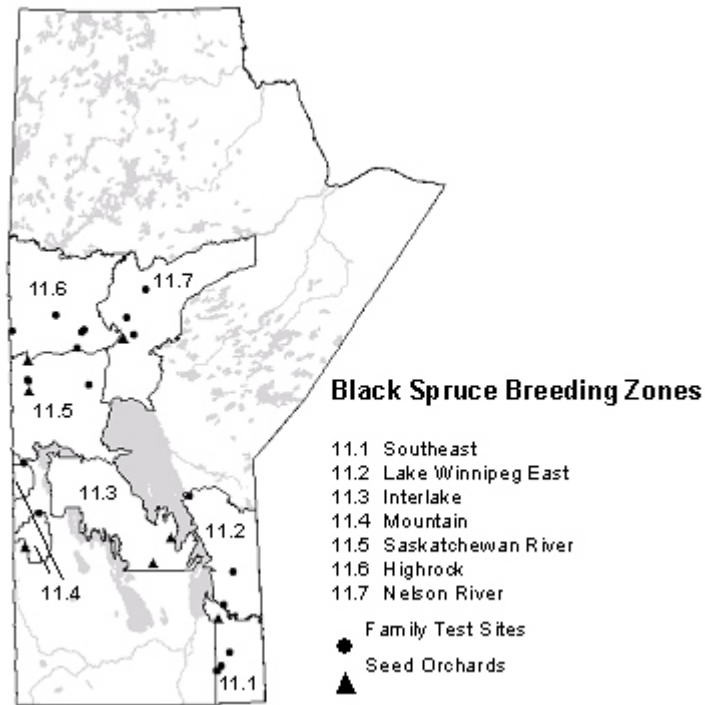 11.7
11.6
11.5
11.3
11.2
11.4
11.1
Black Spruce Breeding Zones
11.1 Southeast
11.2 Lake Winnipeg East
11.3 Interlake
11.4 Mountain
11.5 Saskatchewan River
11.6 Highrock
11.7 Nelson River
Family Test Sites
Seed Orchards